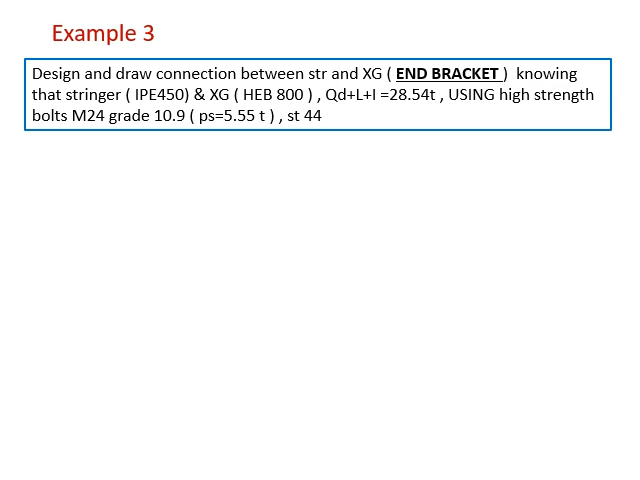 Example 3
Design and draw connection between str and XG ( END BRACKET ) knowing
that stringer ( IPE450) & XG ( HEB 800 ) , Qd+L+I =28.54t , USING high strength
bolts M24 grade 10.9 ( ps=5.55 t ) , st 44